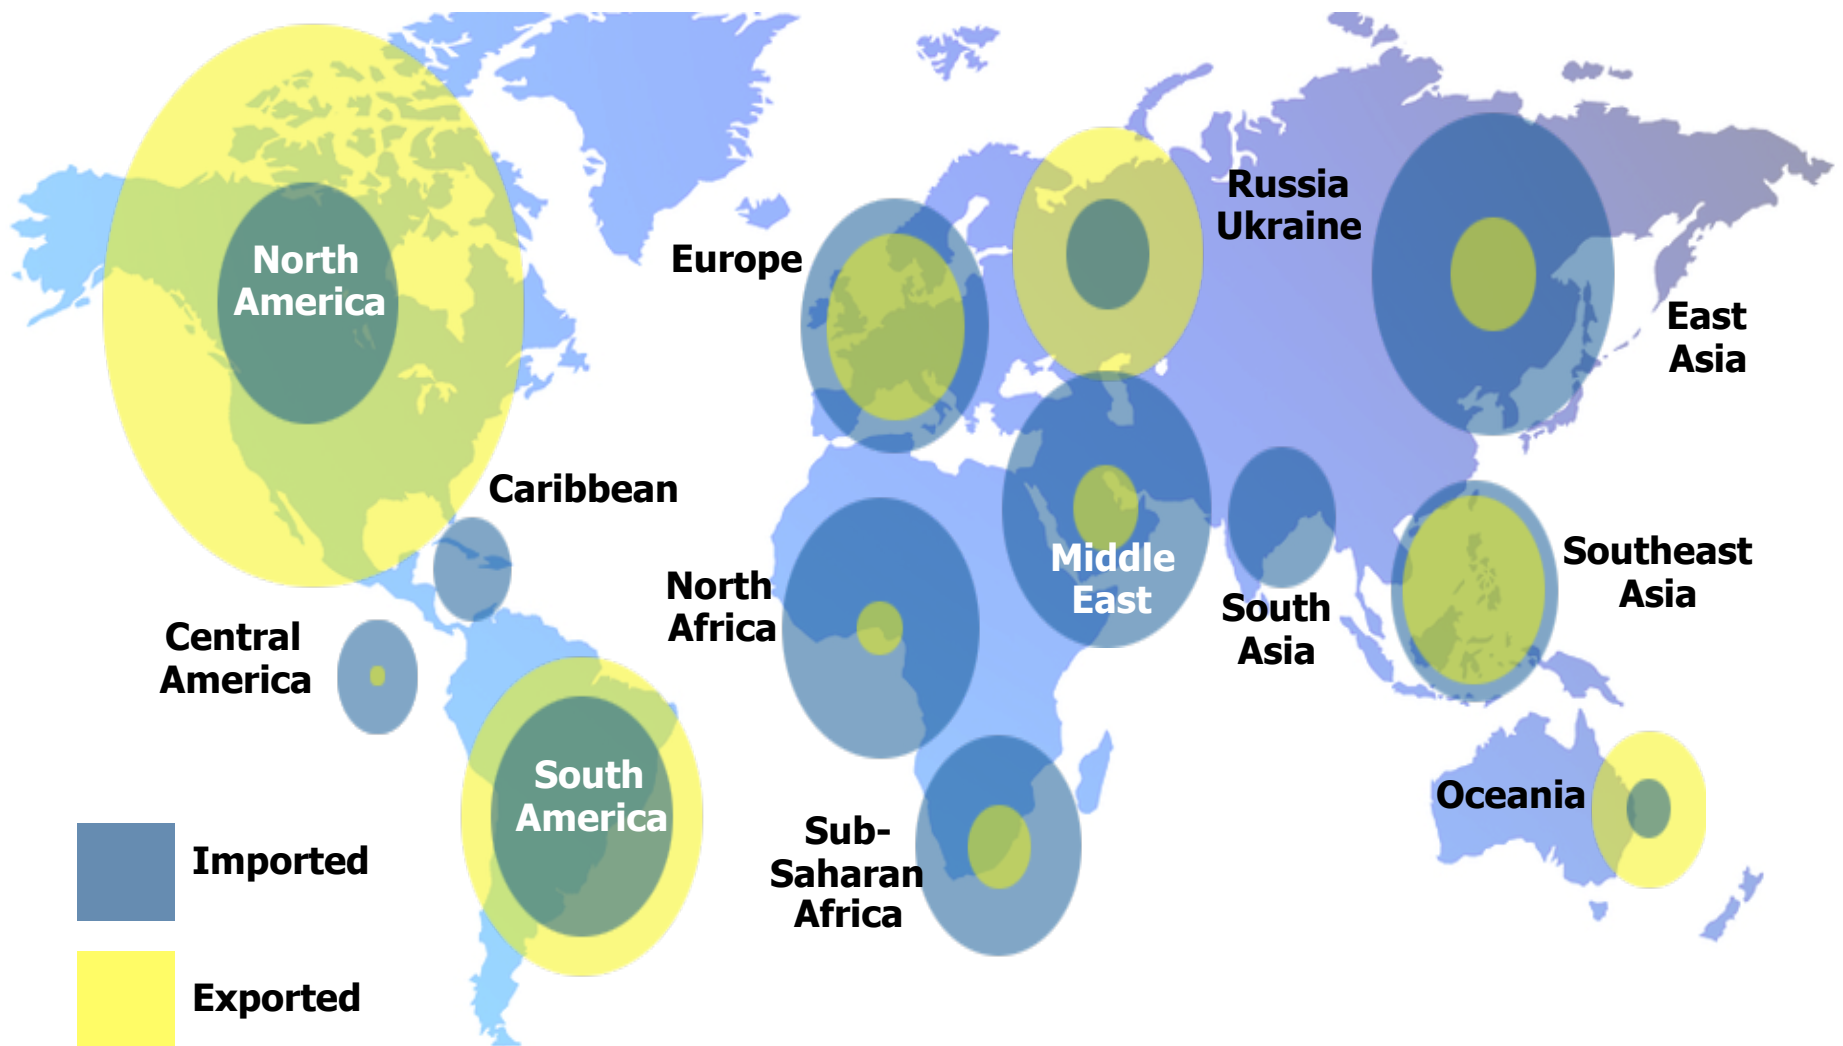 North
America
Europe
Russia
Ukraine
East
Asia
Caribbean
North
Africa
Middle
East
South
Asia
Southeast
Asia
Central
America
South
America
Sub-
Saharan
Africa
Oceania
Imported
Exported